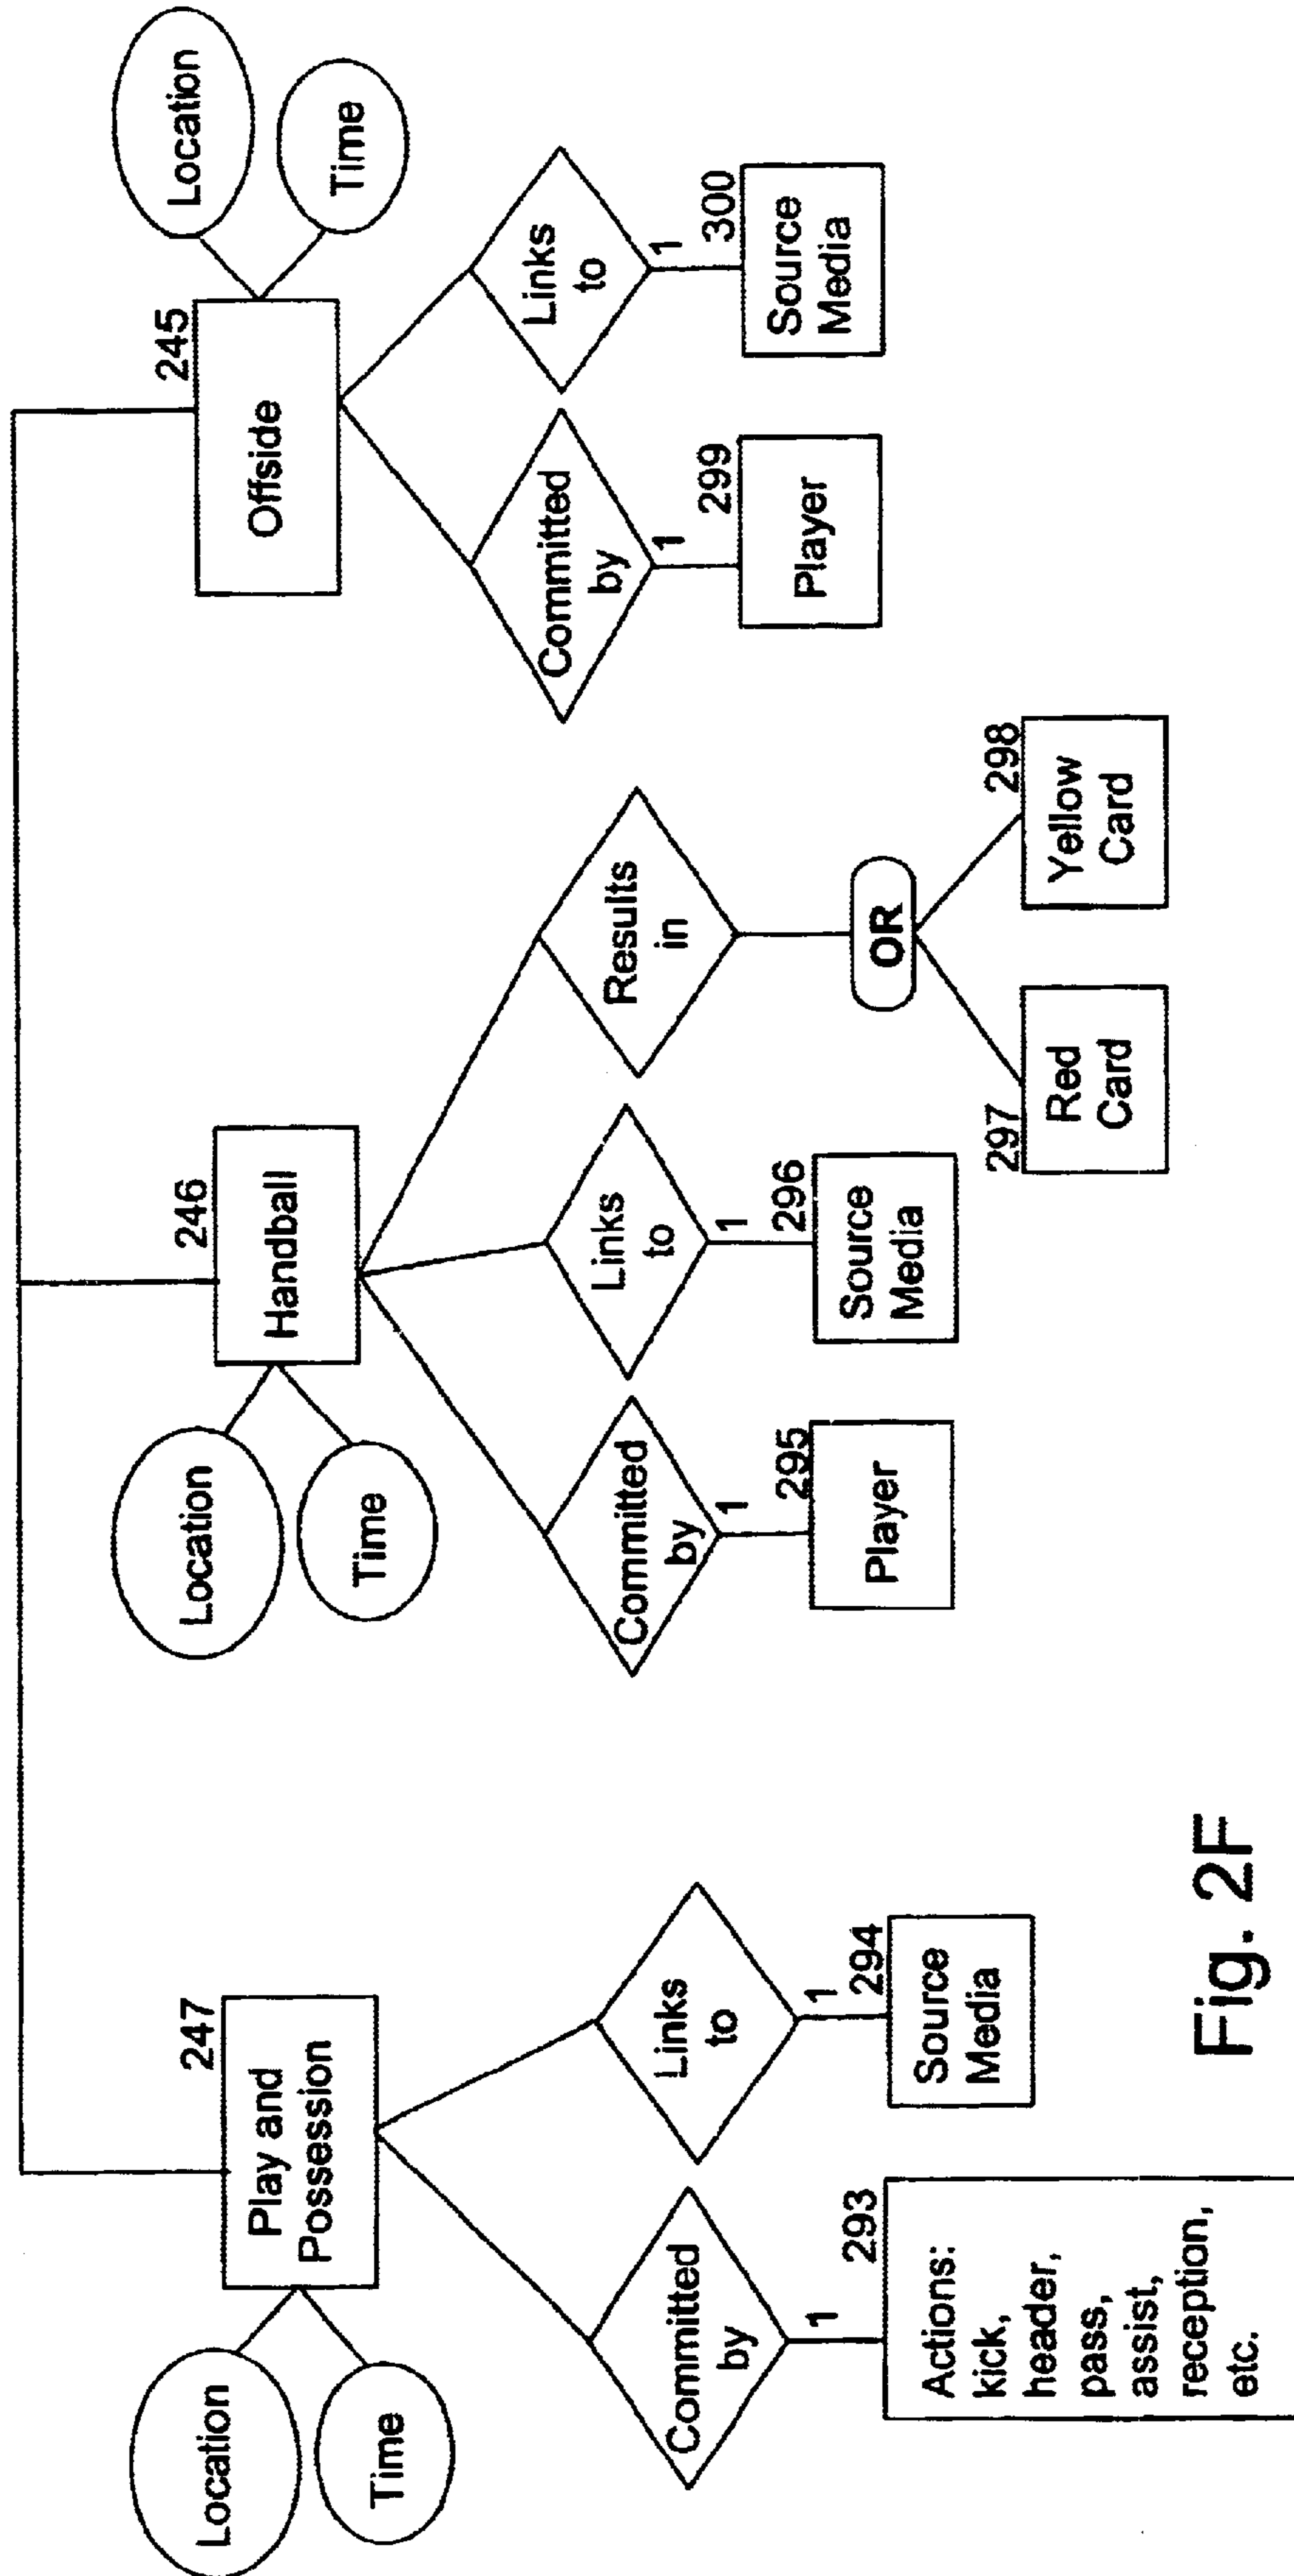 247
Play and
Possession
Location
Time
Committed
by
1
293
Actions:
kick,
header,
pass,
assist,
reception,
etc.
Links
to
1
294
Source
Media
246
Handball
Location
Time
Committed
by
1
295
Player
Links
to
1
296
Source
Media
Results
in
OR
297
Red
Card
298
Yellow
Card
245
Offside
Location
Time
Committed
by
1
299
Player
Links
to
1
300
Source
Media
Fig. 2F